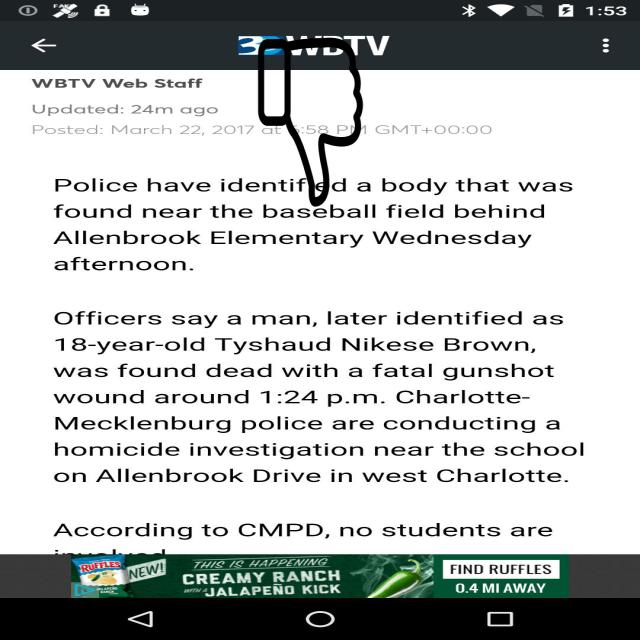 1:53
3 WBTV
WBTV Web Staff
Updated: 24m ago
Posted: March 22, 2017 at 6:58 PM GMT+00:00
Police have identified a body that was
found near the baseball field behind
Allenbrook Elementary Wednesday
afternoon.
Officers say a man, later identified as
18-year-old Tyshaud Nikese Brown,
was found dead with a fatal gunshot
wound around 1:24 p.m. Charlotte-
Mecklenburg police are conducting a
homicide investigation near the school
on Allenbrook Drive in west Charlotte.
According to CMPD, no students are
involved
RUFFLES NEW! THIS IS HAPPENING
CREAMY RANCH
WITH A JALAPEÑO KICK
FIND RUFFLES
0.4 MI AWAY